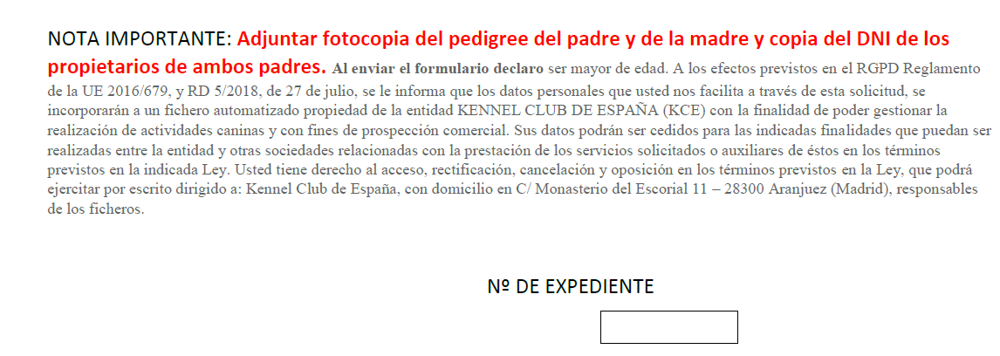 NOTA IMPORTANTE: Adjuntar fotocopia del pedigree del padre y de la madre y copia del DNI de los
propietarios de ambos padres. Al enviar el formulario declaro ser mayor de edad. A los efectos previstos en el RGPD Reglamento
de la UE 2016/679, y RD 5/2018, de 27 de julio, se le informa que los datos personales que usted nos facilita a través de esta solicitud, se
incorporarán a un fichero automatizado propiedad de la entidad KENNEL CLUB DE ESPAÑA (KCE) con la finalidad de poder gestionar la
realización de actividades caninas y con fines de prospección comercial. Sus datos podrán ser cedidos para las indicadas finalidades que puedan ser
realizadas entre la entidad y otras sociedades relacionadas con la prestación de los servicios solicitados o auxiliares de éstos en los términos
previstos en la indicada Ley. Usted tiene derecho al acceso, rectificación, cancelación y oposición en los términos previstos en la Ley, que podrá
ejercitar por escrito dirigido a: Kennel Club de España, con domicilio en C/ Monasterio del Escorial 11 – 28300 Aranjuez (Madrid), responsables
de los ficheros.
Nº DE EXPEDIENTE